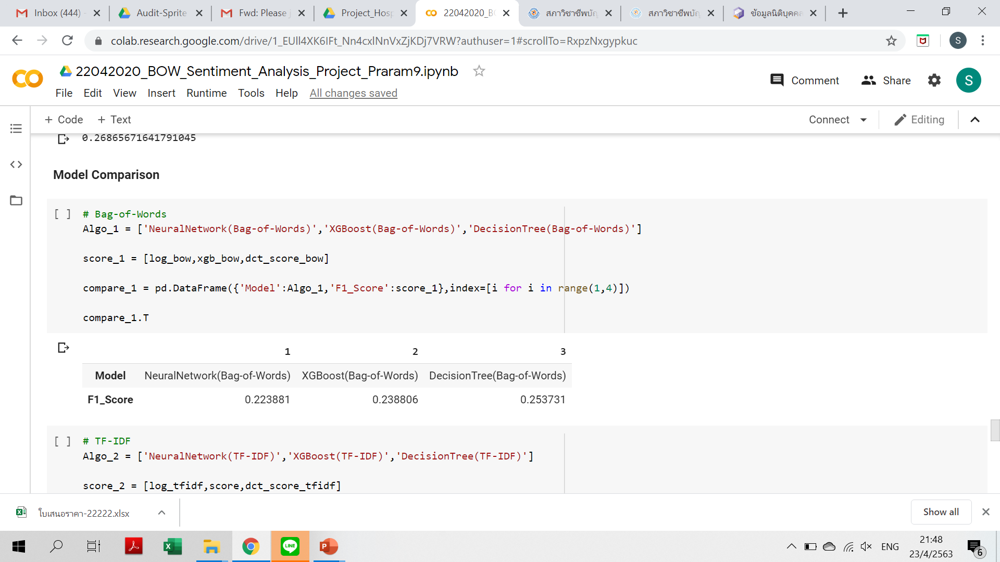 Inbox (444) -
Audit-Sprite
Fwd: Please j
Project_Hosp
22042020_BO
สภาวิชาชีพบัญ
สภาวิชาชีพบัญ
ข้อมูลนิติบุคคล
colab.research.google.com/drive/1_EUll4XK6IFt_Nn4cxlNnVxZjKDj7VRW?authuser=1#scrollTo=RxpzNxgypkuc
S
22042020_BOW_Sentiment_Analysis_Project_Praram9.ipynb
Comment
Share
S
File Edit View Insert Runtime Tools Help All changes saved
+ Code + Text
Connect
Editing
0.26865671641791045
Model Comparison
[ ] # Bag-of-Words
Algo_1 = ['NeuralNetwork(Bag-of-Words)','XGBoost(Bag-of-Words)','DecisionTree(Bag-of-Words)']
score_1 = [log_bow,xgb_bow,dct_score_bow]
compare_1 = pd.DataFrame({'Model':Algo_1,'F1_Score':score_1},index=[i for i in range(1,4)])
compare_1.T
1 2 3
Model NeuralNetwork(Bag-of-Words) XGBoost(Bag-of-Words) DecisionTree(Bag-of-Words)
F1_Score 0.223881 0.238806 0.253731
[ ] # TF-IDF
Algo_2 = ['NeuralNetwork(TF-IDF)','XGBoost(TF-IDF)','DecisionTree(TF-IDF)']
score_2 = [log_tfidf,score,dct_score_tfidf]
ใบเสนอราคา-22222.xlsx
Show all
LINE
ENG
21:48
23/4/2563
6